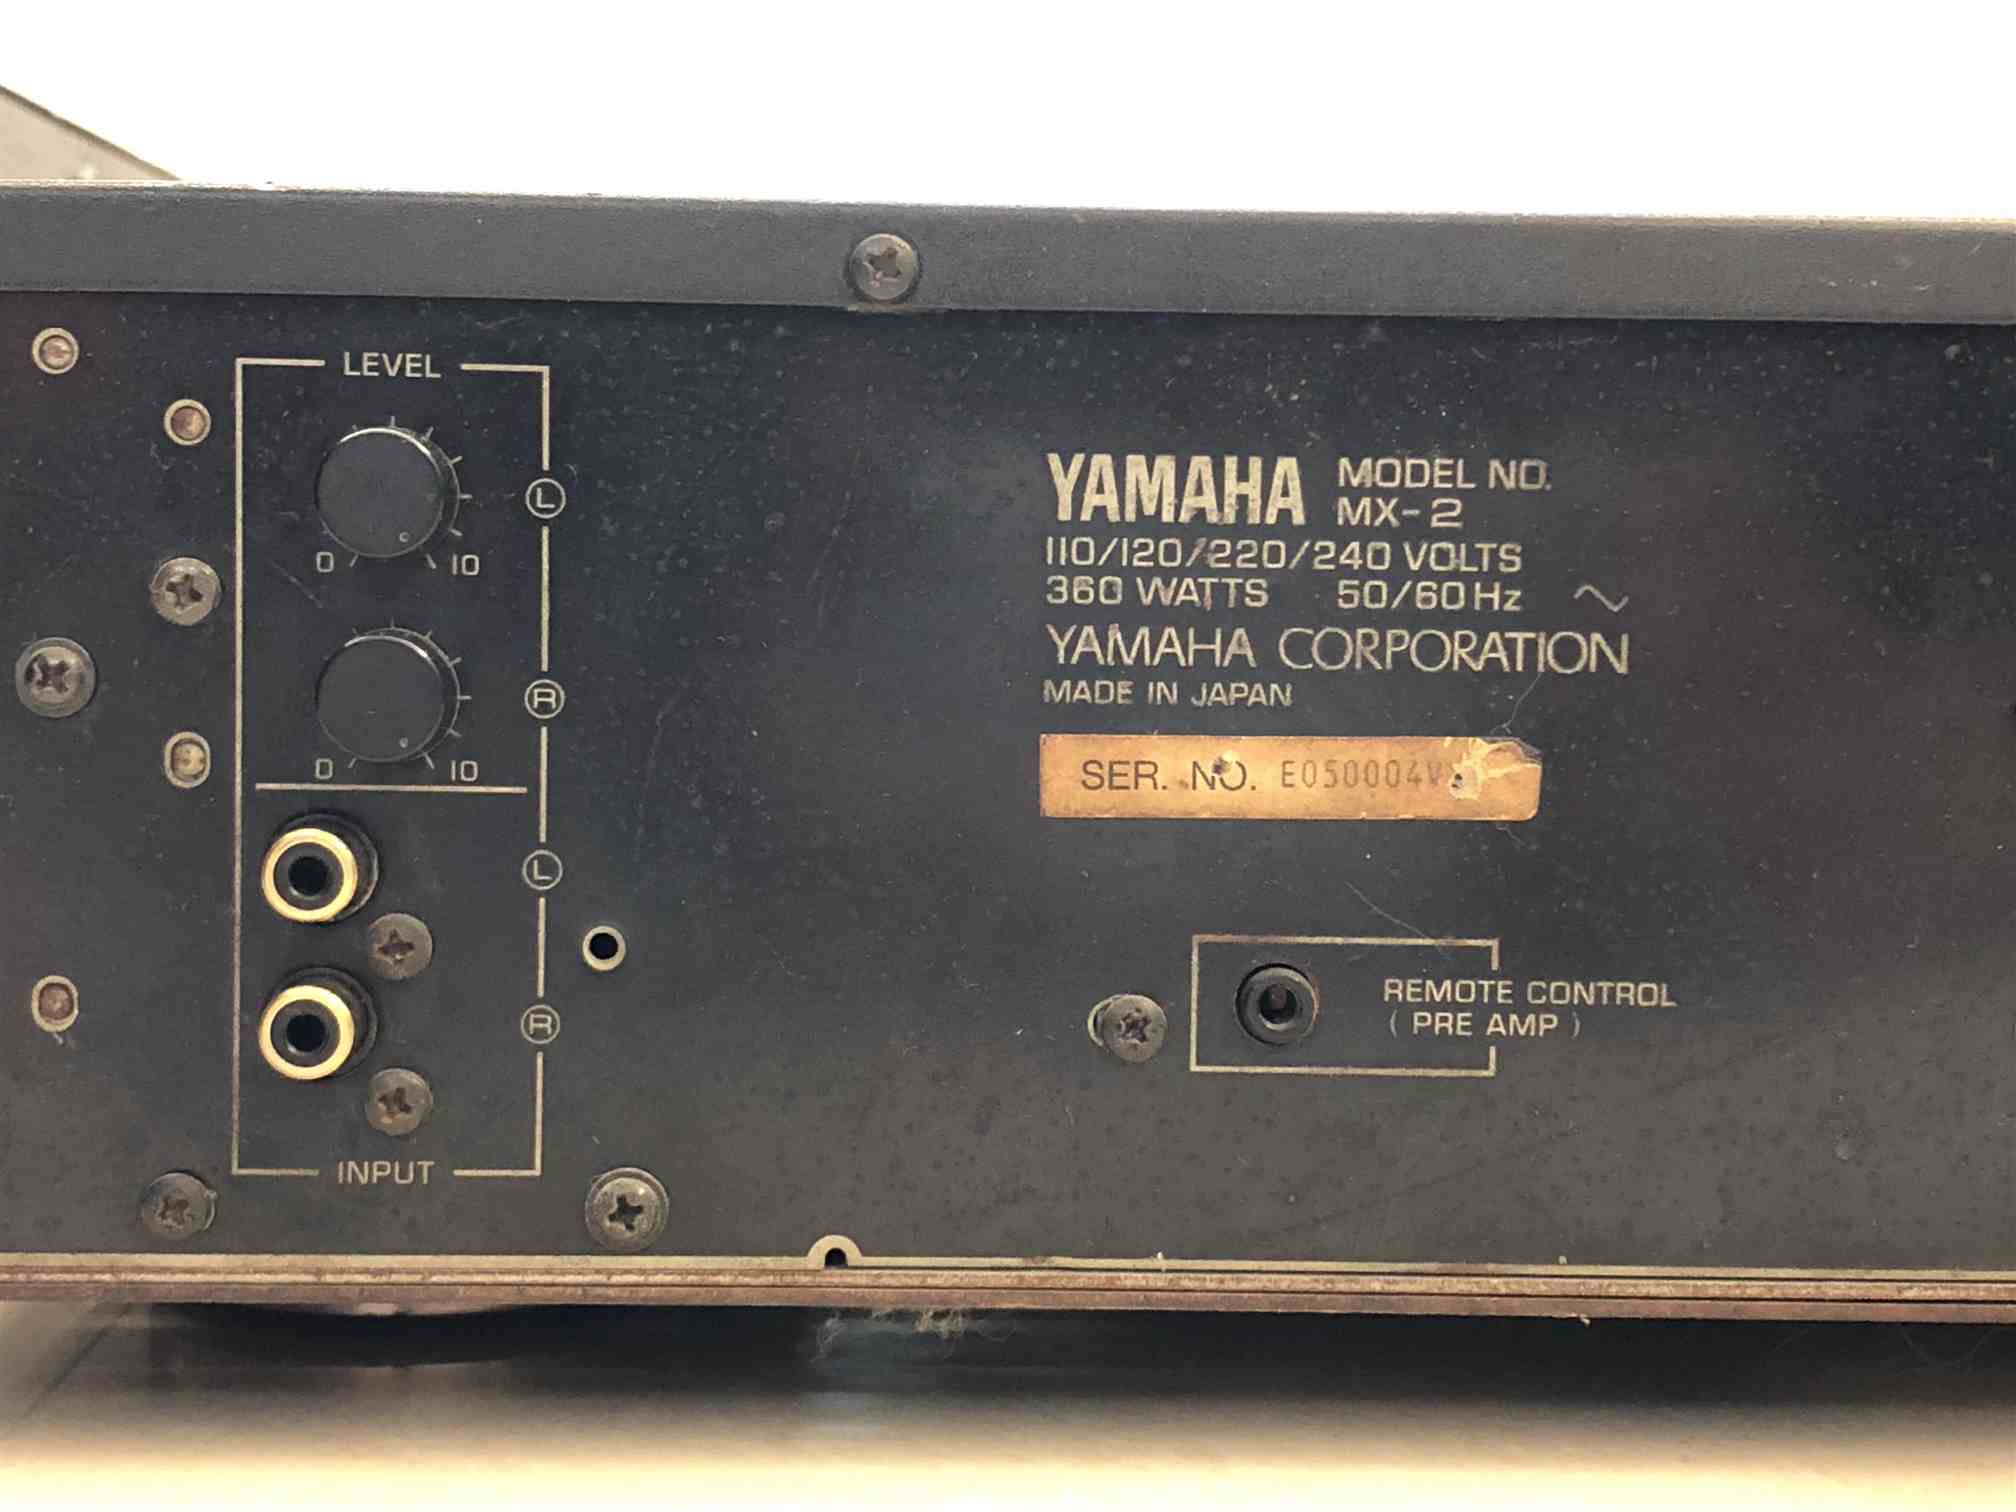 LEVEL
L
0 10
R
0 10
L
R
INPUT
YAMAHA MODEL NO.
MX-2
110/120/220/240 VOLTS
360 WATTS 50/60Hz ~
YAMAHA CORPORATION
MADE IN JAPAN
SER. NO. E050004V
REMOTE CONTROL
( PRE AMP )